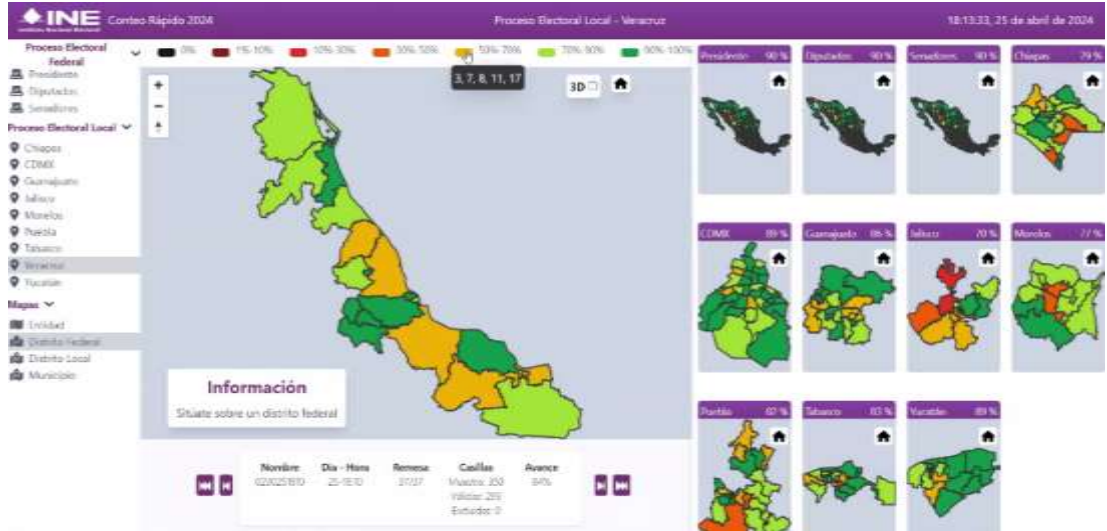 INE Conteo Rápido 2024
Proceso Electoral Local - Veracruz
18:13:33, 25 de abril de 2024
Proceso Electoral
Federal
Presidente
Diputados
Senadores
Proceso Electoral Local
Chiapas
CDMX
Guanajuato
Jalisco
Morelos
Puebla
Tabasco
Veracruz
Yucatán
Mapas
Entidad
Distrito Federal
Distrito Local
Municipio
0% 1%-10% 10%-30% 30%-50% 50%-70% 70%-90% 90%-100%
3, 7, 8, 11, 17
+
-
3D
Información
Sitúate sobre un distrito federal
Nombre Día - Hora Remesa Casillas Avance
37/37 Muestra: 350 84%
Excluidas: 0
Presidente 90 %
Diputados 90 %
Senadores 90 %
Chiapas 79 %
CDMX 89 %
Guanajuato 86 %
Jalisco 70 %
Morelos 77 %
Puebla 82 %
Tabasco 83 %
Yucatán 89 %